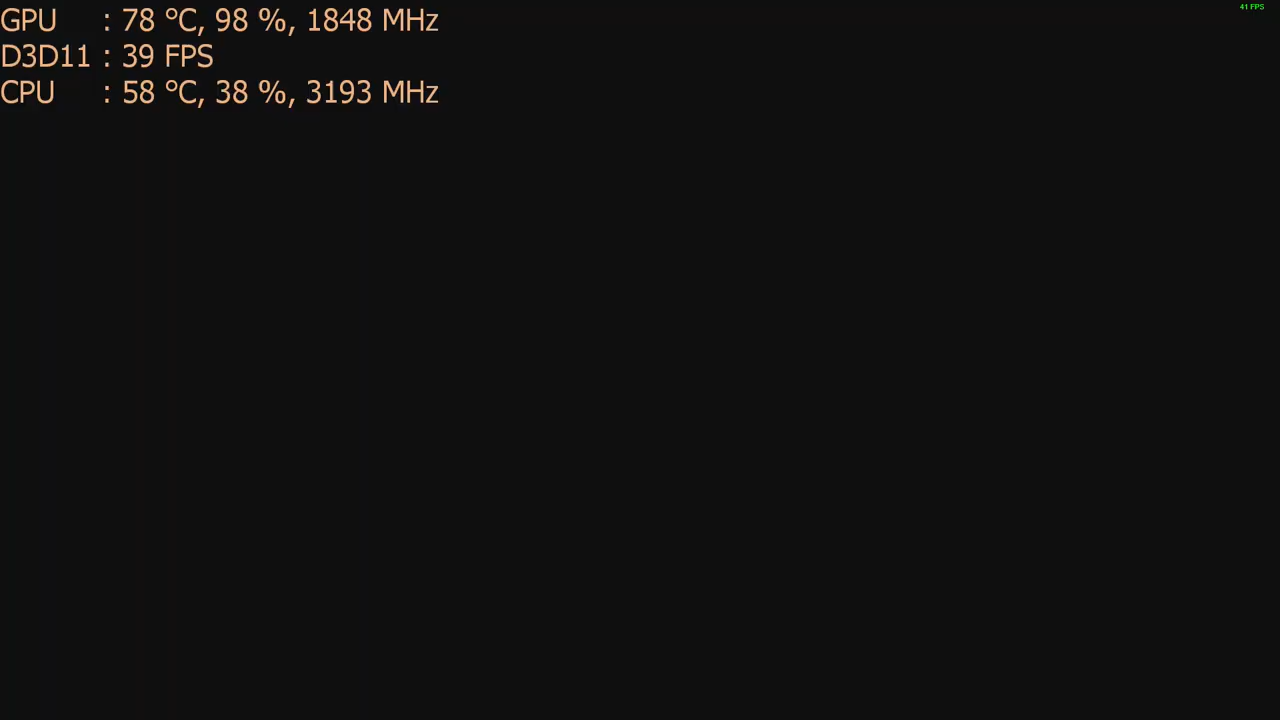 GPU : 78 °C, 98 %, 1848 MHz
41 FPS
D3D11 : 39 FPS
CPU : 58 °C, 38 %, 3193 MHz